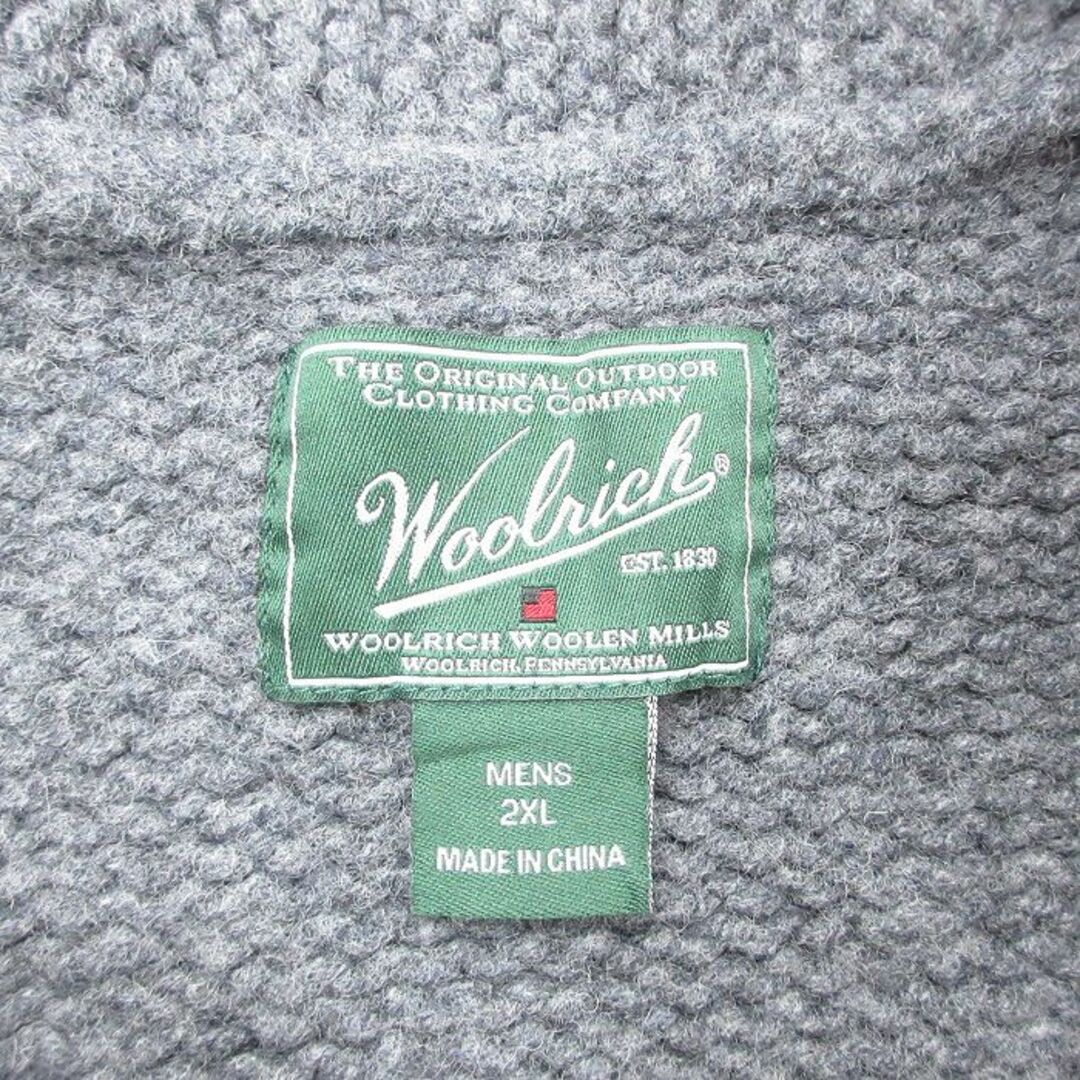 THE ORIGINAL OUTDOOR
CLOTHING COMPANY
Woolrich®
EST. 1830
WOOLRICH WOOLEN MILLS
WOOLRICH, PENNSYLVANIA
MENS
2XL
MADE IN CHINA